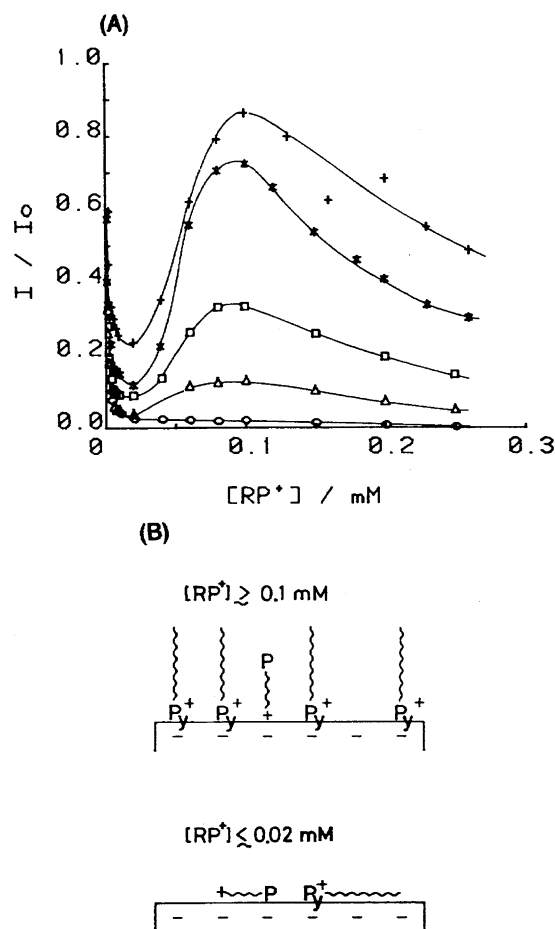 (A)
1.0
0.8
0.6
0.4
0.2
0.0
I / Io
0 0.1 0.2 0.3
[RP+] / mM
(B)
[RP+] ≳ 0.1 mM
P
Py+ Py+ + Py+ Py+
− − − − − −
[RP+] ≲ 0.02 mM
+ P Py+
− − − − − −